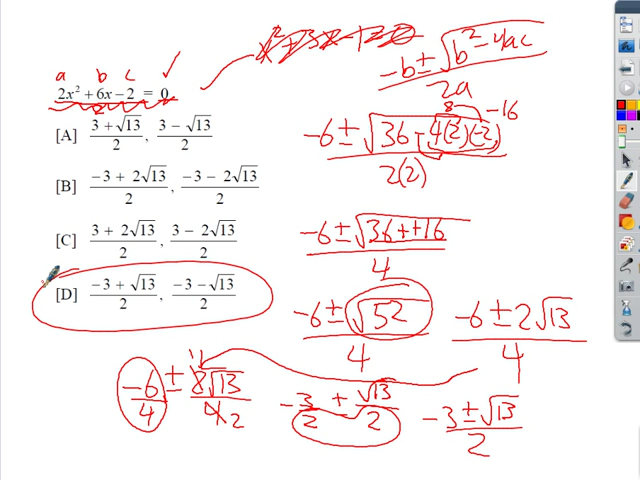 a b c ✓
2x² + 6x − 2 = 0
[A] (3 + √13)/2 , (3 − √13)/2
[B] (−3 + 2√13)/2 , (−3 − 2√13)/2
[C] (3 + 2√13)/2 , (3 − 2√13)/2
[D] (−3 + √13)/2 , (−3 − √13)/2
(−b ± √(b² − 4ac))/2a
8 −16
(−6 ± √(36 − 4(2)(−2)))/2(2)
(−6 ± √(36 + +16))/4
(−6 ± √52)/4
(−6 ± 2√13)/4
−6/4 ± 8√13/4 2
−3/2 ± √13/2
(−3 ± √13)/2